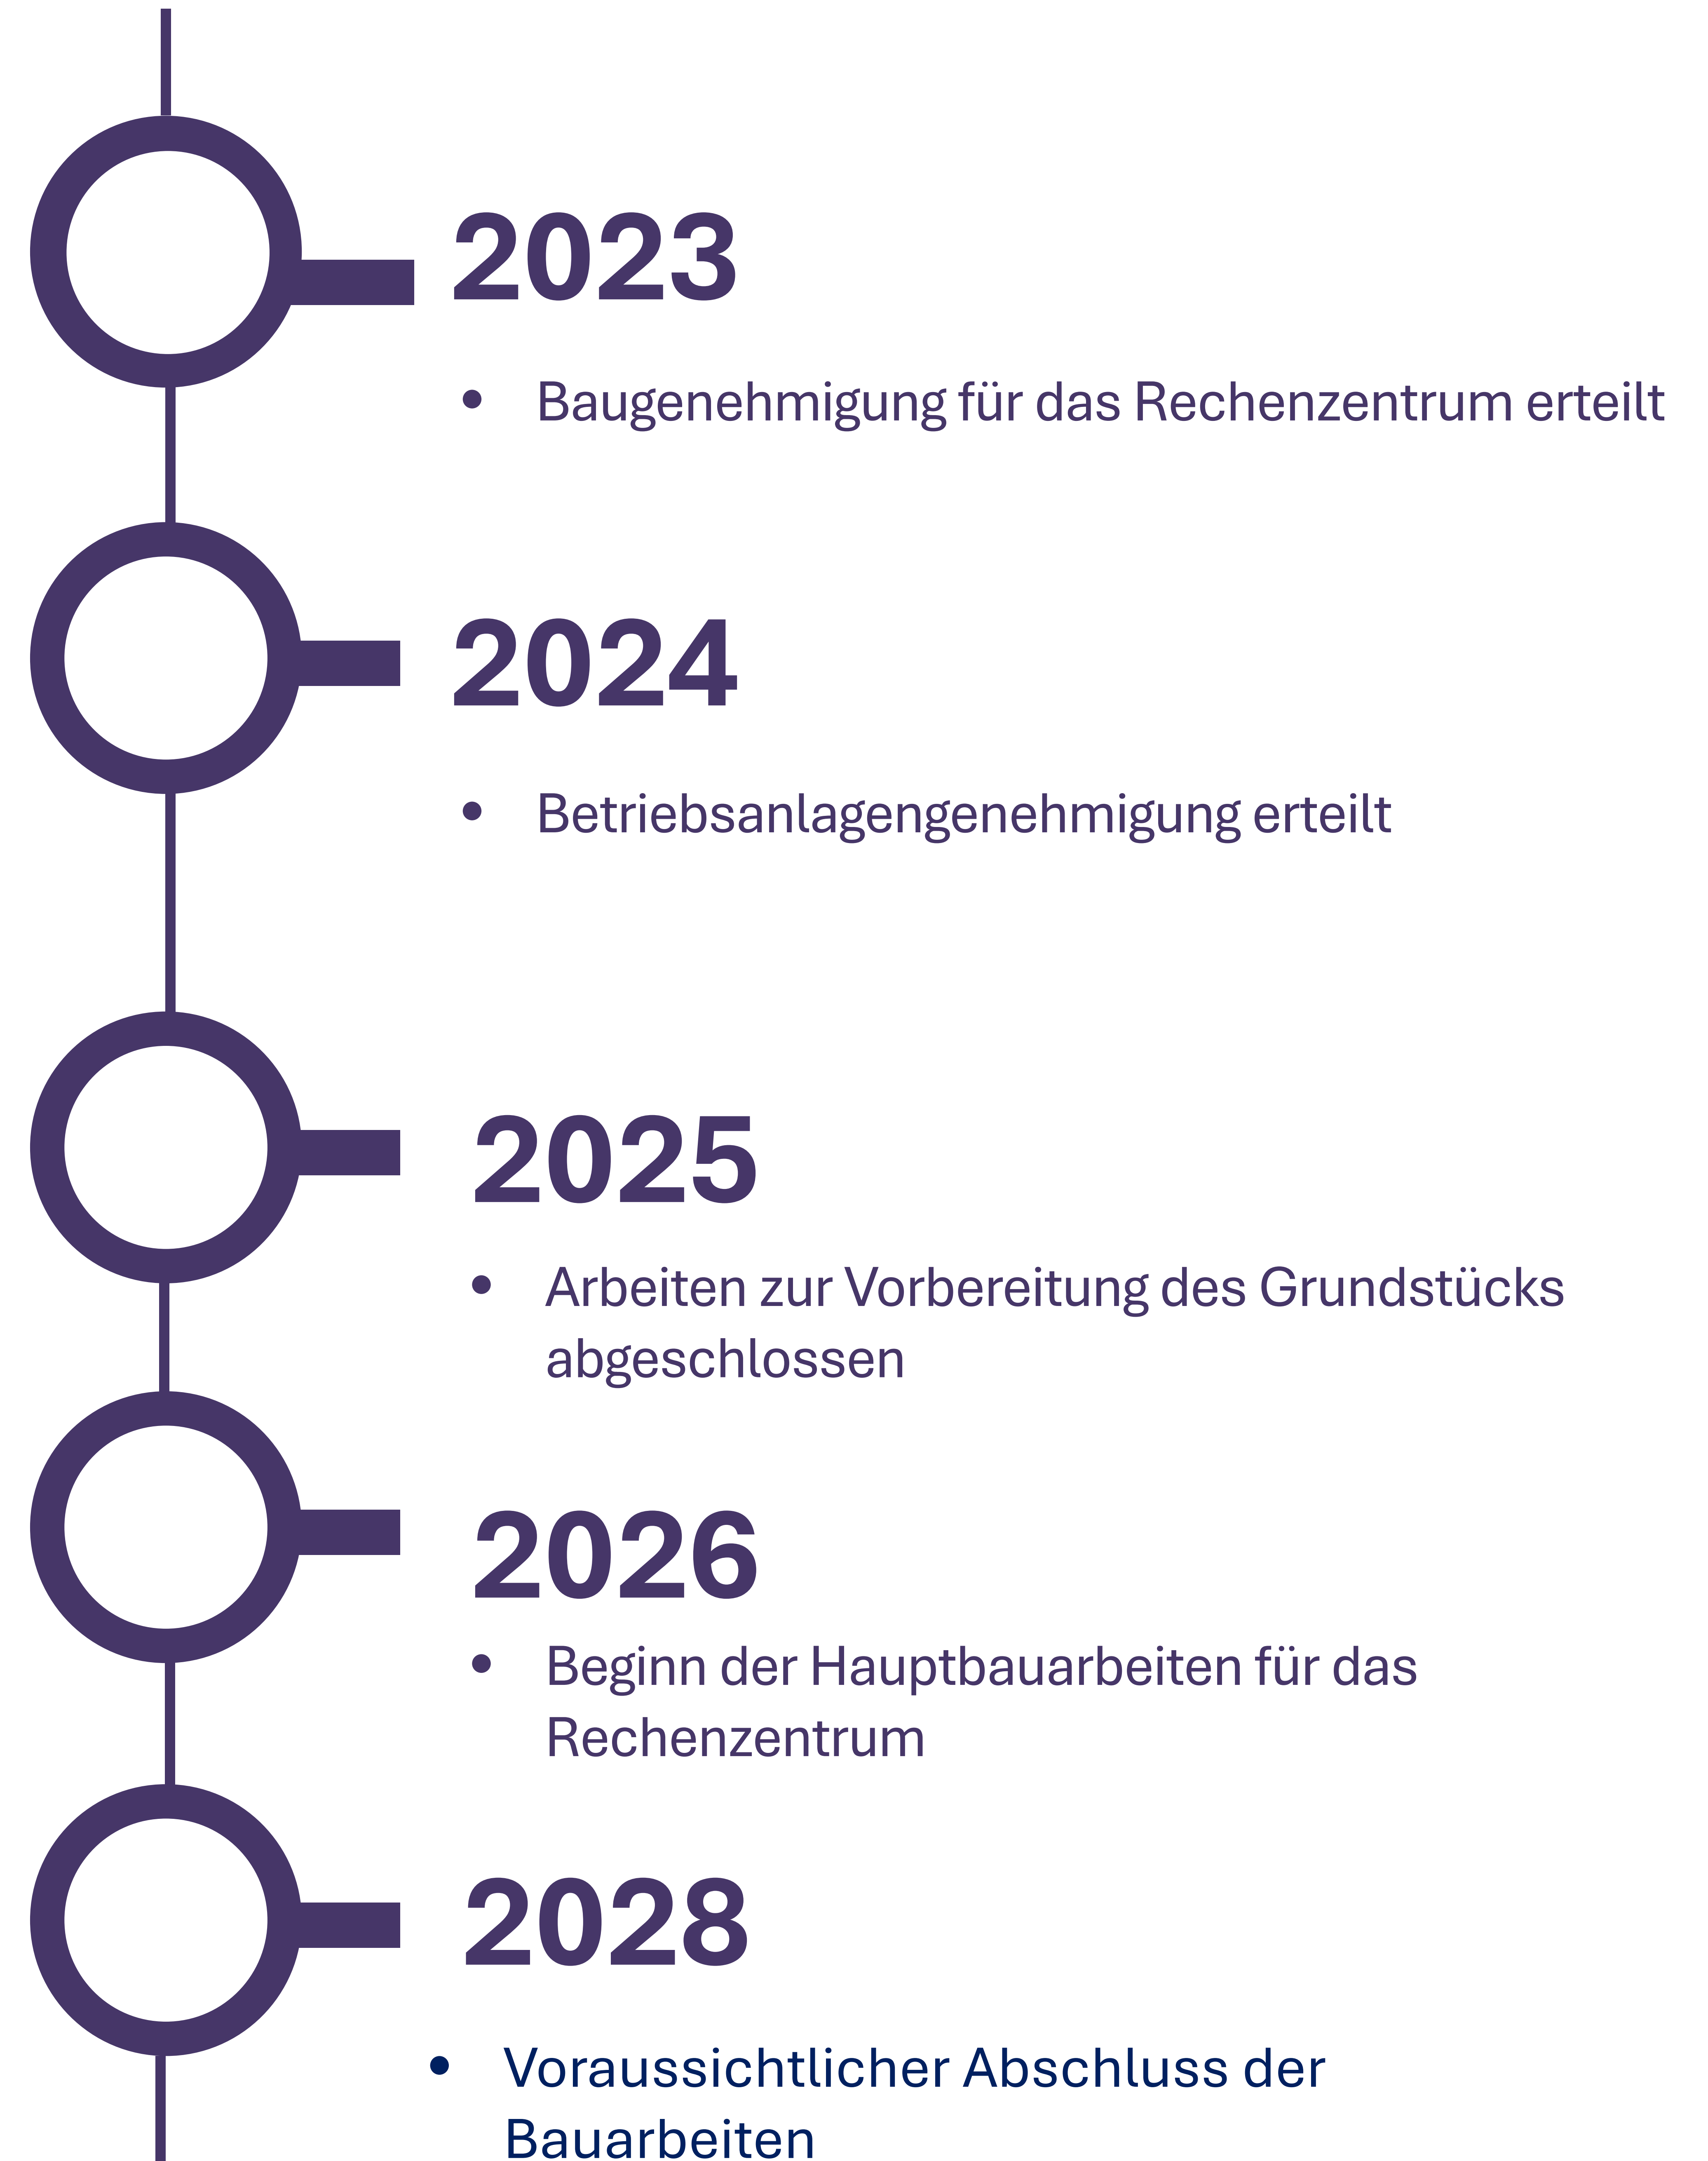 2023
• Baugenehmigung für das Rechenzentrum erteilt
2024
• Betriebsanlagengenehmigung erteilt
2025
• Arbeiten zur Vorbereitung des Grundstücks
abgeschlossen
2026
• Beginn der Hauptbauarbeiten für das
Rechenzentrum
2028
• Voraussichtlicher Abschluss der
Bauarbeiten